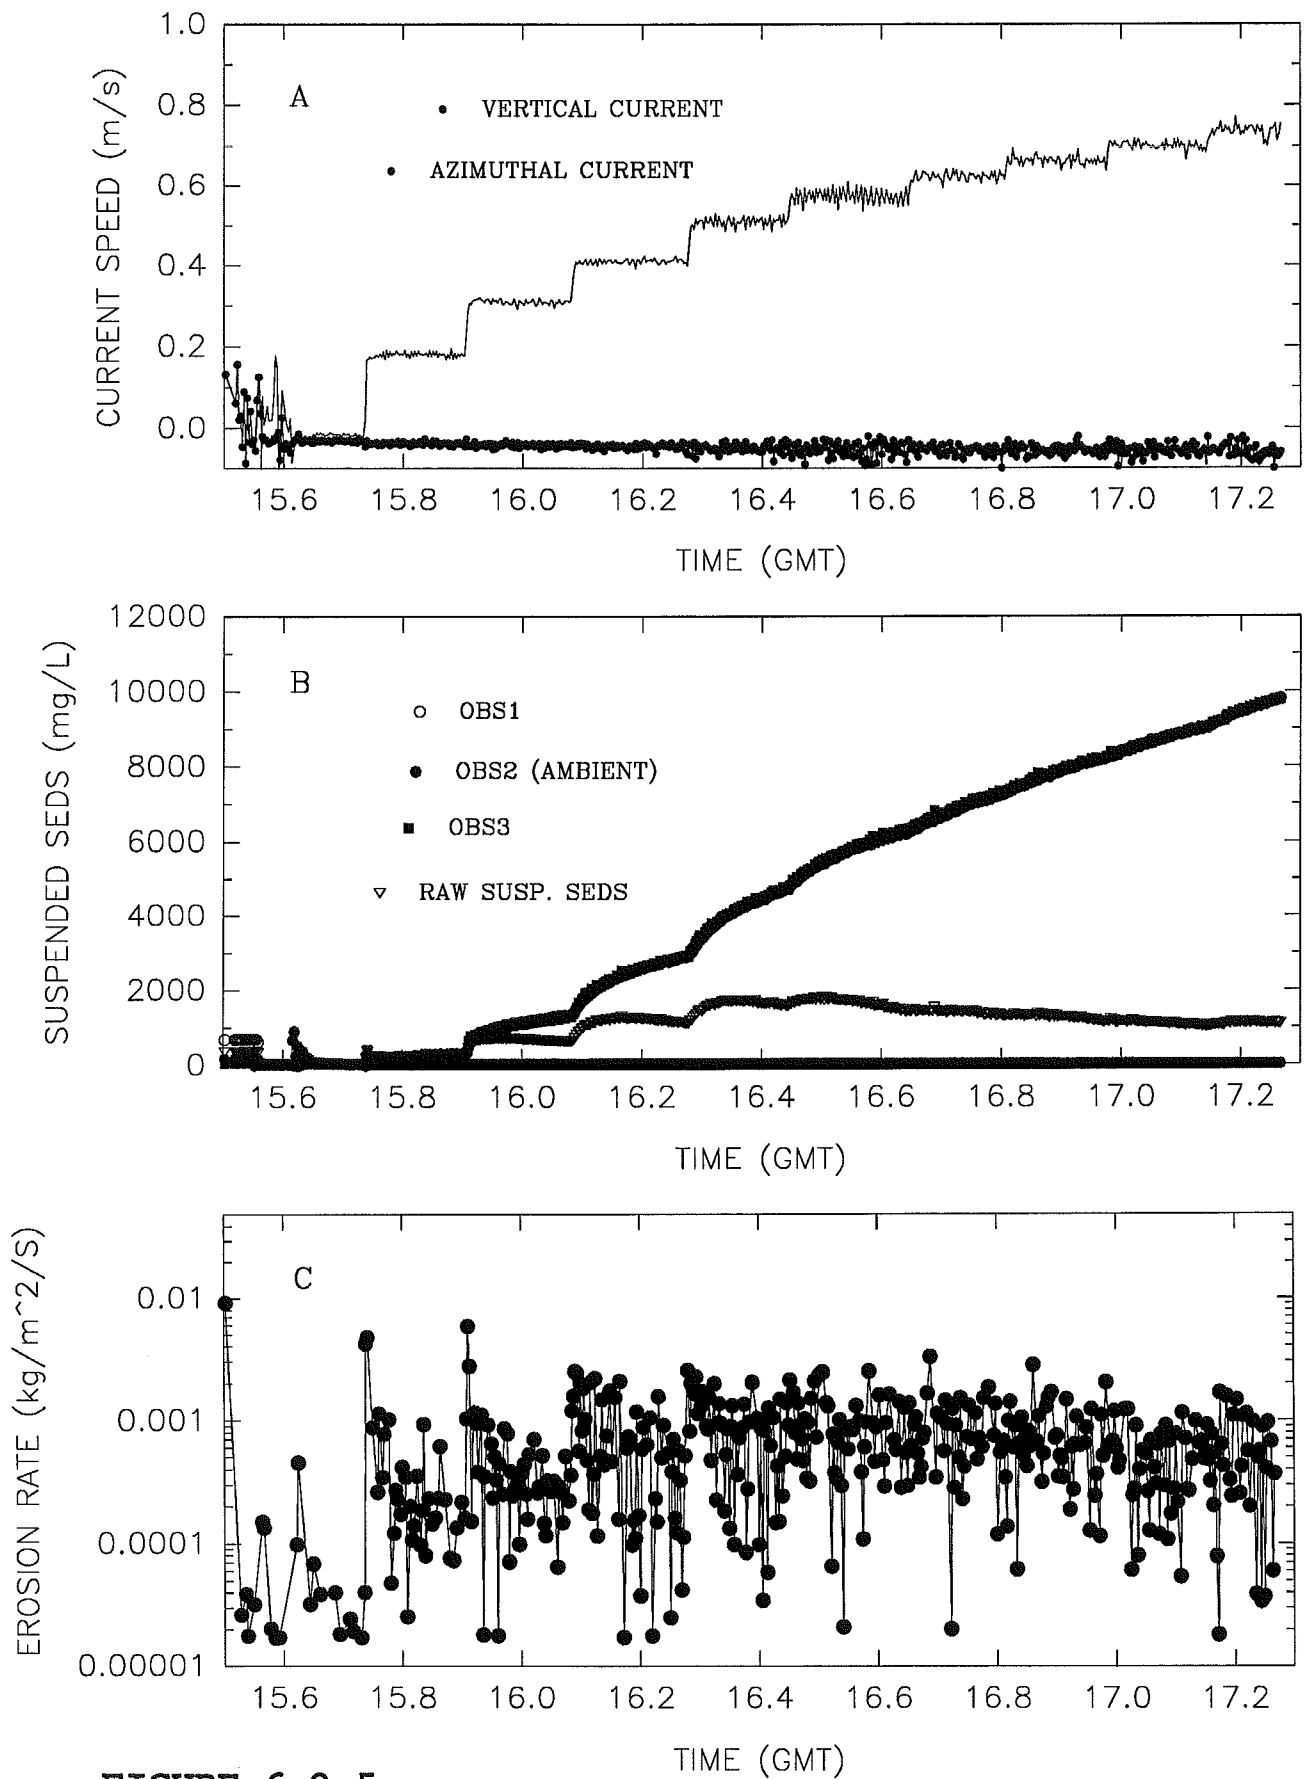 1.0
0.8
0.6
0.4
0.2
0.0
CURRENT SPEED (m/s)
A
VERTICAL CURRENT
AZIMUTHAL CURRENT
15.6 15.8 16.0 16.2 16.4 16.6 16.8 17.0 17.2
TIME (GMT)
12000
10000
8000
6000
4000
2000
0
SUSPENDED SEDS (mg/L)
B
OBS1
OBS2 (AMBIENT)
OBS3
RAW SUSP. SEDS
15.6 15.8 16.0 16.2 16.4 16.6 16.8 17.0 17.2
TIME (GMT)
0.01
0.001
0.0001
0.00001
EROSION RATE (kg/m^2/S)
C
15.6 15.8 16.0 16.2 16.4 16.6 16.8 17.0 17.2
TIME (GMT)